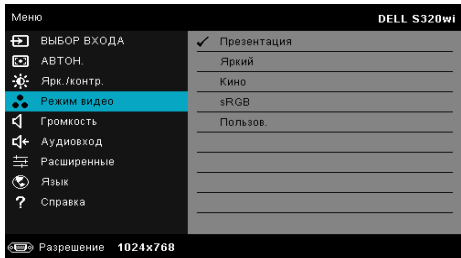 Меню DELL S320wi
ВЫБОР ВХОДА
АВТОН.
Ярк./контр.
Режим видео
Громкость
Аудиовход
Расширенные
Язык
? Справка
✓ Презентация
Яркий
Кино
sRGB
Пользов.
Разрешение 1024x768